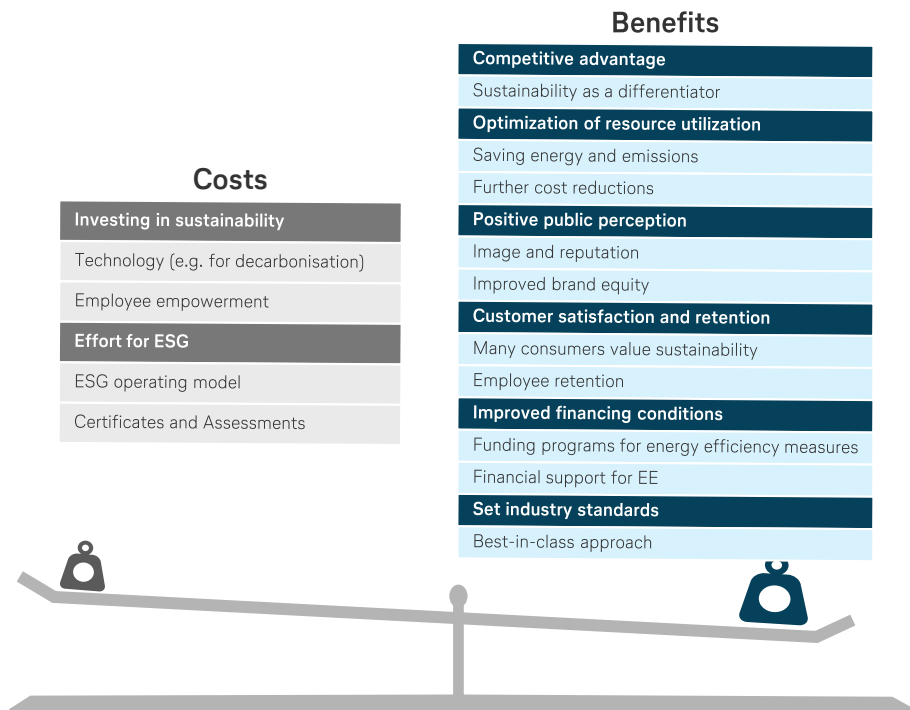 Costs
Investing in sustainability
Technology (e.g. for decarbonisation)
Employee empowerment
Effort for ESG
ESG operating model
Certificates and Assessments
Benefits
Competitive advantage
Sustainability as a differentiator
Optimization of resource utilization
Saving energy and emissions
Further cost reductions
Positive public perception
Image and reputation
Improved brand equity
Customer satisfaction and retention
Many consumers value sustainability
Employee retention
Improved financing conditions
Funding programs for energy efficiency measures
Financial support for EE
Set industry standards
Best-in-class approach